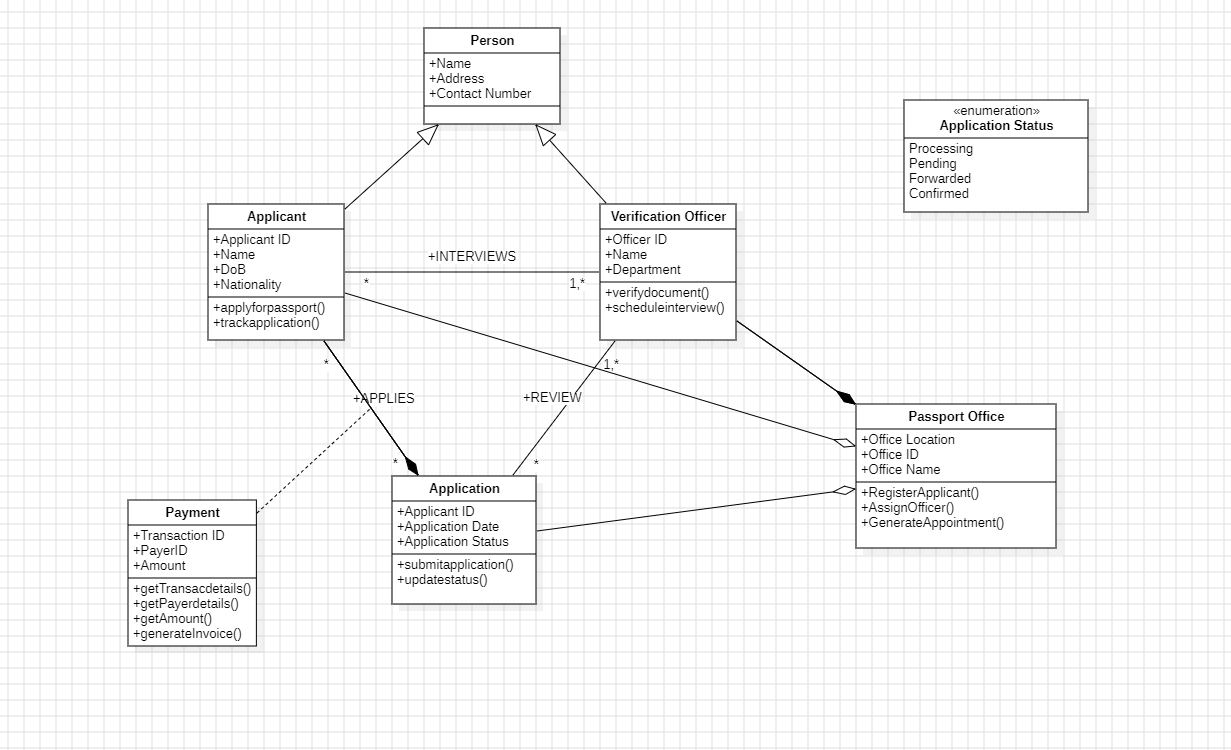 Person
+Name
+Address
+Contact Number
«enumeration»
Application Status
Processing
Pending
Forwarded
Confirmed
Applicant
+Applicant ID
+Name
+DoB
+Nationality
+applyforpassport()
+trackapplication()
+INTERVIEWS
*
1,*
Verification Officer
+Officer ID
+Name
+Department
+verifydocument()
+scheduleinterview()
*
+APPLIES
*
1,*
+REVIEW
*
Passport Office
+Office Location
+Office ID
+Office Name
+RegisterApplicant()
+AssignOfficer()
+GenerateAppointment()
Application
+Applicant ID
+Application Date
+Application Status
+submitapplication()
+updatestatus()
Payment
+Transaction ID
+PayerID
+Amount
+getTransacdetails()
+getPayerdetails()
+getAmount()
+generateInvoice()